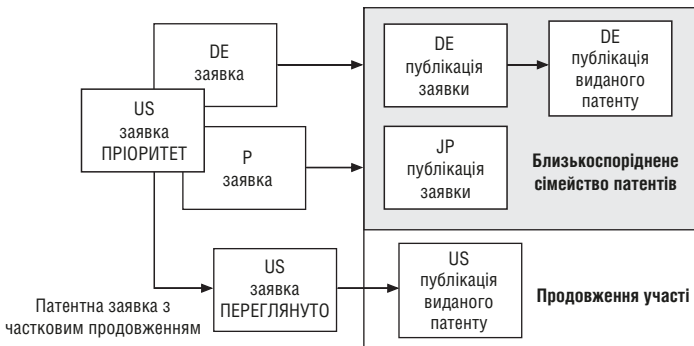 DE
заявка
US
заявка
ПРІОРИТЕТ
P
заявка
DE
публікація
заявки
DE
публікація
виданого
патенту
JP
публікація
заявки
Близькоспоріднене
сімейство патентів
US
заявка
ПЕРЕГЛЯНУТО
US
публікація
виданого
патенту
Продовження участі
Патентна заявка з
частковим продовженням